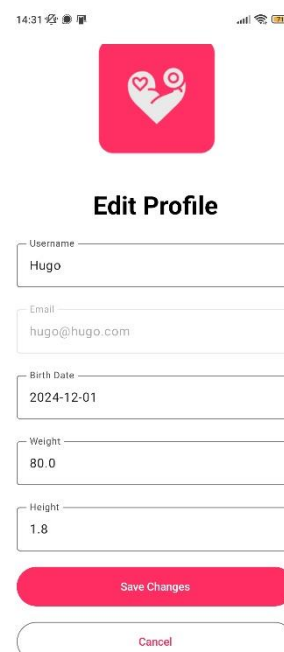 14:31
Edit Profile
Username
Hugo
Email
hugo@hugo.com
Birth Date
2024-12-01
Weight
80.0
Height
1.8
Save Changes
Cancel